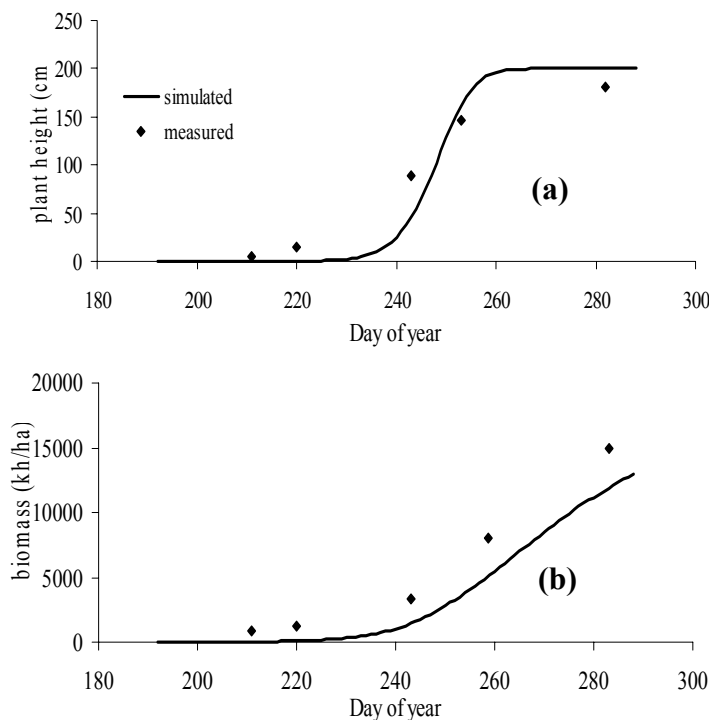 250
200
150
100
50
0
plant height (cm
simulated
measured
(a)
180 200 220 240 260 280 300
Day of year
20000
15000
10000
5000
0
biomass (kh/ha)
(b)
180 200 220 240 260 280 300
Day of year